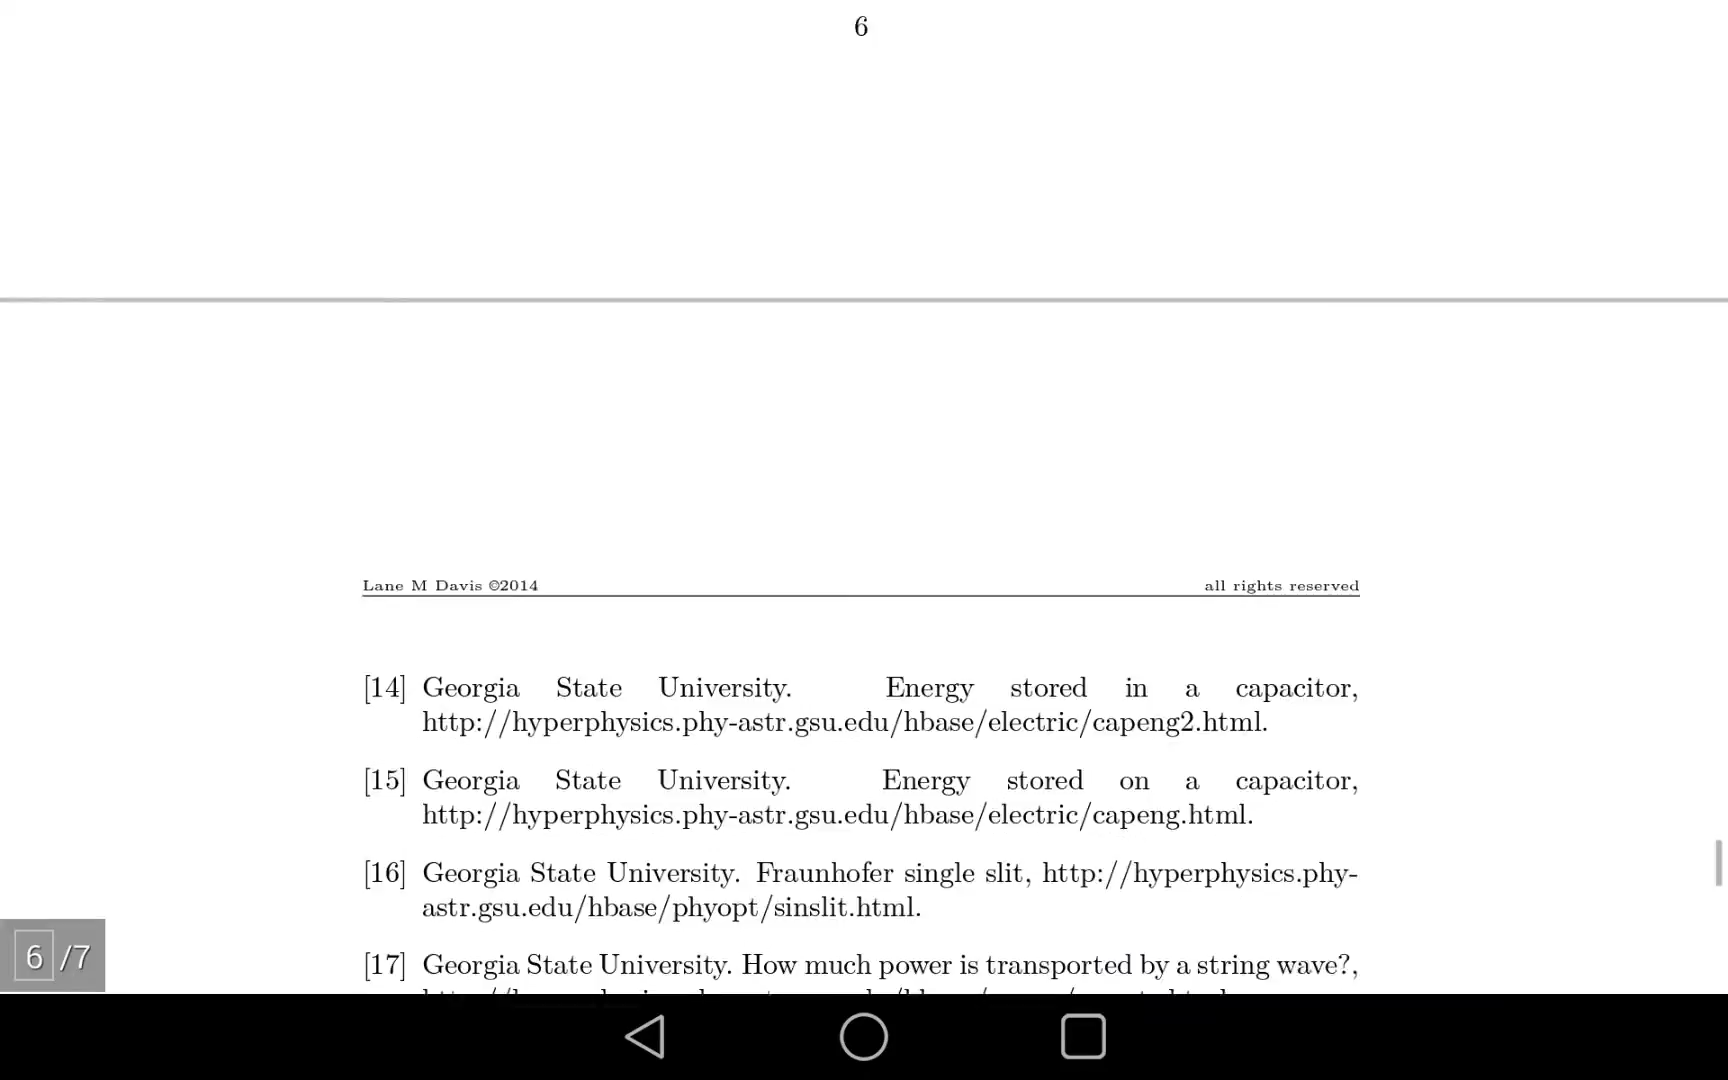 6
Lane M Davis ©2014 all rights reserved
[14] Georgia State University. Energy stored in a capacitor,
http://hyperphysics.phy-astr.gsu.edu/hbase/electric/capeng2.html.
[15] Georgia State University. Energy stored on a capacitor,
http://hyperphysics.phy-astr.gsu.edu/hbase/electric/capeng.html.
[16] Georgia State University. Fraunhofer single slit, http://hyperphysics.phy-
astr.gsu.edu/hbase/phyopt/sinslit.html.
[17] Georgia State University. How much power is transported by a string wave?,
6 /7